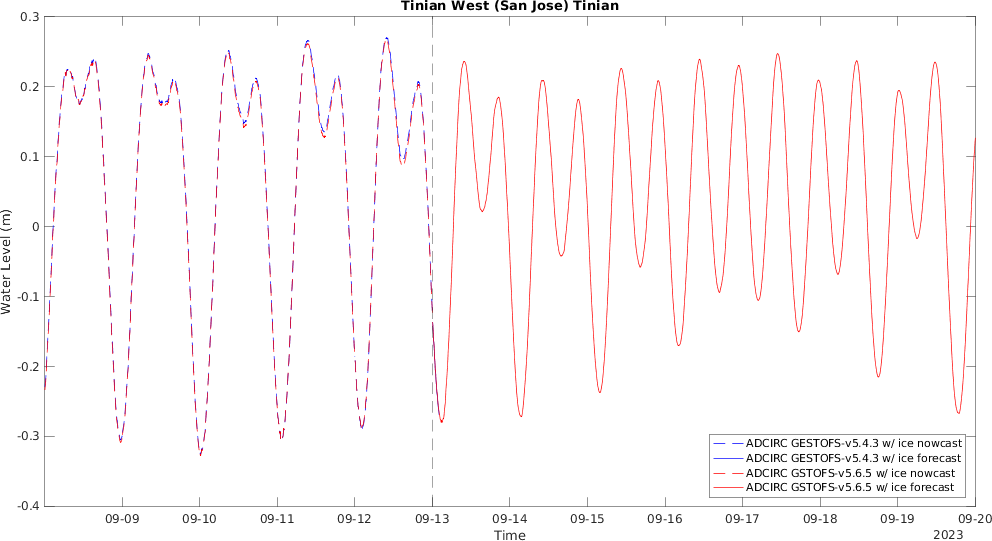 Tinian West (San Jose) Tinian
0.3
0.2
0.1
0
-0.1
-0.2
-0.3
-0.4
Water Level (m)
ADCIRC GESTOFS-v5.4.3 w/ ice nowcast
ADCIRC GESTOFS-v5.4.3 w/ ice forecast
ADCIRC GSTOFS-v5.6.5 w/ ice nowcast
ADCIRC GSTOFS-v5.6.5 w/ ice forecast
09-09 09-10 09-11 09-12 09-13 09-14 09-15 09-16 09-17 09-18 09-19 09-20
Time
2023